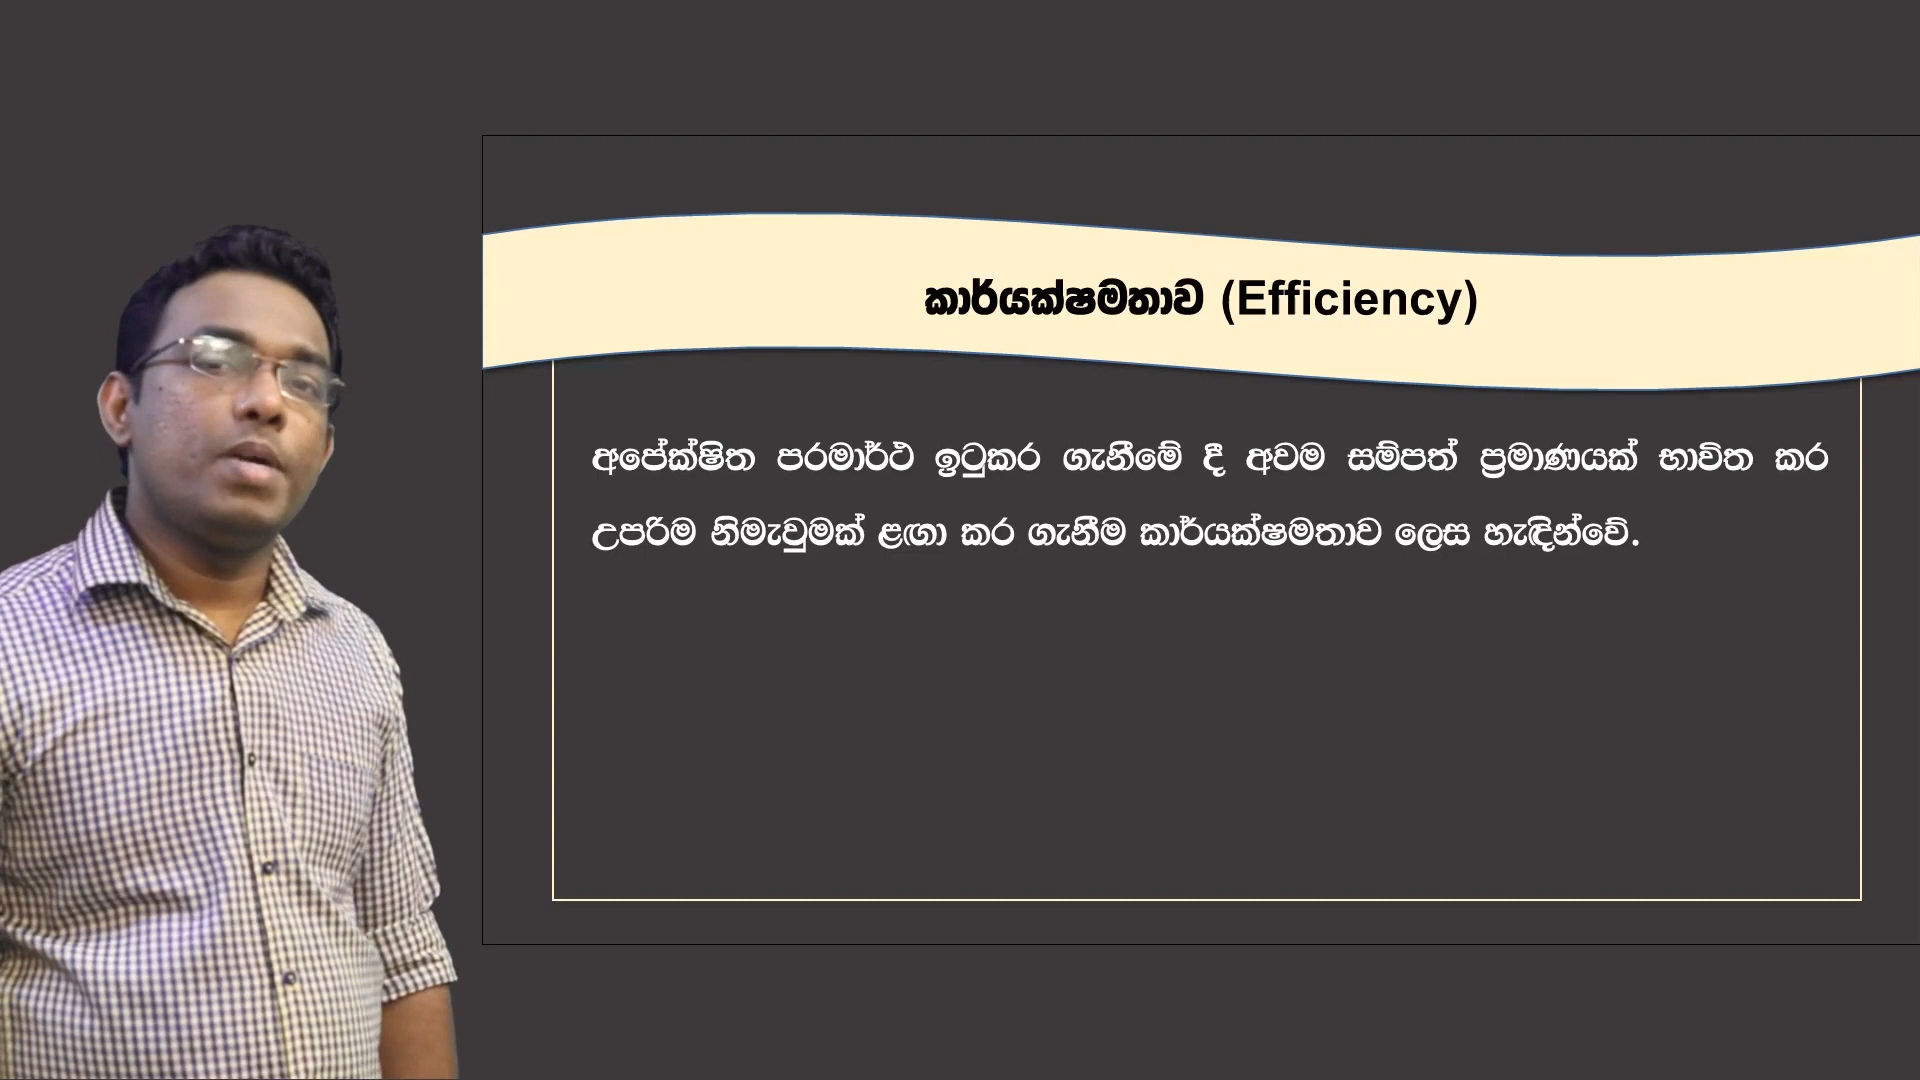 කාර්යක්ෂමතාව (Efficiency)
අපේක්ෂිත පරමාර්ථ ඉටුකර ගැනීමේ දී අවම සම්පත් ප්‍රමාණයක් භාවිත කර
උපරිම නිමැවුමක් ළඟා කර ගැනීම කාර්යක්ෂමතාව ලෙස හැඳින්වේ.